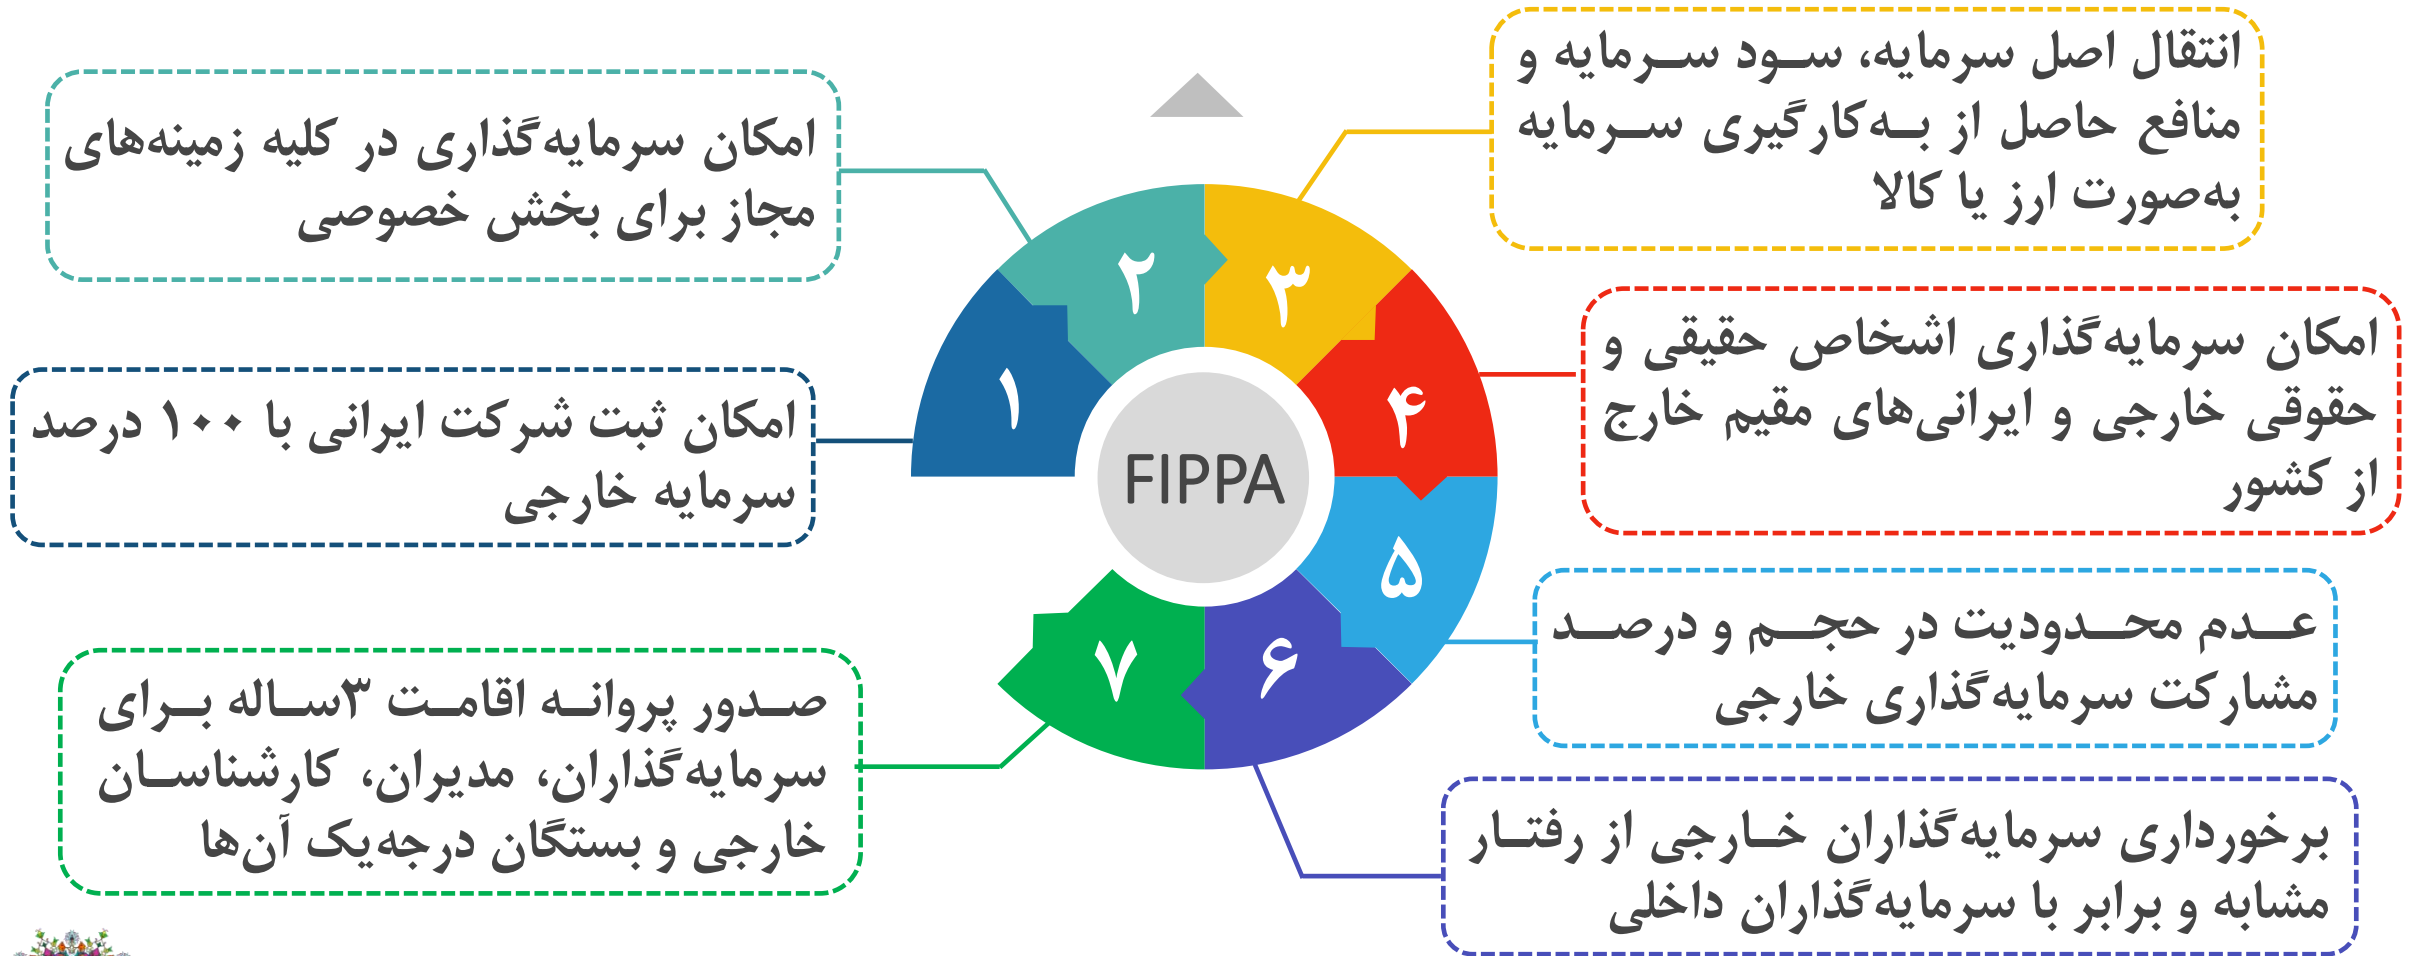 امکان ثبت شرکت ایرانی با ۱۰۰ درصد
سرمایه خارجی
۱
امکان سرمایه‌گذاری در کلیه زمینه‌های
مجاز برای بخش خصوصی
۲
انتقال اصل سرمایه، سود سرمایه و
منافع حاصل از به‌کارگیری سرمایه
به‌صورت ارز یا کالا
۳
امکان سرمایه‌گذاری اشخاص حقیقی و
حقوقی خارجی و ایرانی‌های مقیم خارج
از کشور
۴
عدم محدودیت در حجم و درصد
مشارکت سرمایه‌گذاری خارجی
۵
برخورداری سرمایه‌گذاران خارجی از رفتار
مشابه و برابر با سرمایه‌گذاران داخلی
۶
صدور پروانه اقامت ۳ساله برای
سرمایه‌گذاران، مدیران، کارشناسان
خارجی و بستگان درجه‌یک آن‌ها
۷
FIPPA